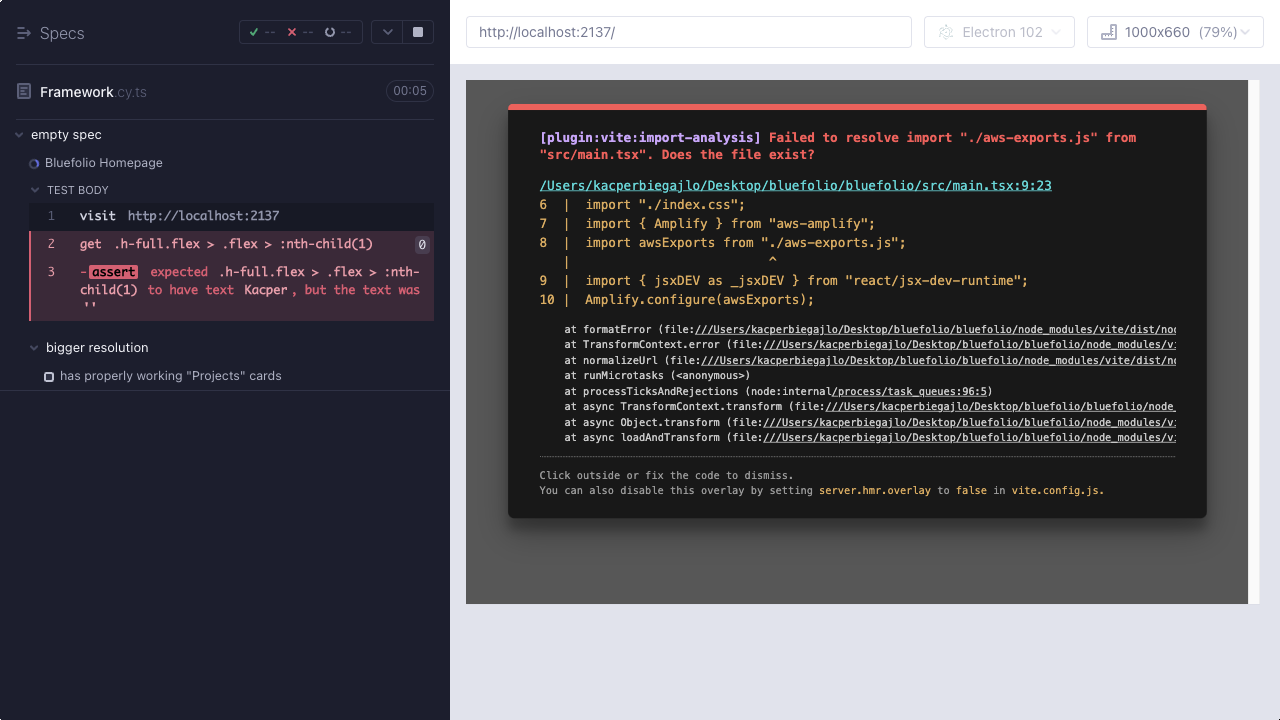 Specs
-- -- --
Framework.cy.ts 00:05
empty spec
Bluefolio Homepage
TEST BODY
1 visit http://localhost:2137
2 get .h-full.flex > .flex > :nth-child(1) 0
3 -assert expected .h-full.flex > .flex > :nth-
child(1) to have text Kacper, but the text was
''
bigger resolution
has properly working "Projects" cards
http://localhost:2137/
Electron 102
1000x660 (79%)
[plugin:vite:import-analysis] Failed to resolve import "./aws-exports.js" from
"src/main.tsx". Does the file exist?
/Users/kacperbiegajlo/Desktop/bluefolio/bluefolio/src/main.tsx:9:23
6 | import "./index.css";
7 | import { Amplify } from "aws-amplify";
8 | import awsExports from "./aws-exports.js";
| ^
9 | import { jsxDEV as _jsxDEV } from "react/jsx-dev-runtime";
10 | Amplify.configure(awsExports);
at formatError (file:///Users/kacperbiegajlo/Desktop/bluefolio/bluefolio/node_modules/vite/dist/noc
at TransformContext.error (file:///Users/kacperbiegajlo/Desktop/bluefolio/bluefolio/node_modules/vi
at normalizeUrl (file:///Users/kacperbiegajlo/Desktop/bluefolio/bluefolio/node_modules/vite/dist/no
at runMicrotasks (<anonymous>)
at processTicksAndRejections (node:internal/process/task_queues:96:5)
at async TransformContext.transform (file:///Users/kacperbiegajlo/Desktop/bluefolio/bluefolio/node_
at async Object.transform (file:///Users/kacperbiegajlo/Desktop/bluefolio/bluefolio/node_modules/vi
at async loadAndTransform (file:///Users/kacperbiegajlo/Desktop/bluefolio/bluefolio/node_modules/vi
Click outside or fix the code to dismiss.
You can also disable this overlay by setting server.hmr.overlay to false in vite.config.js.